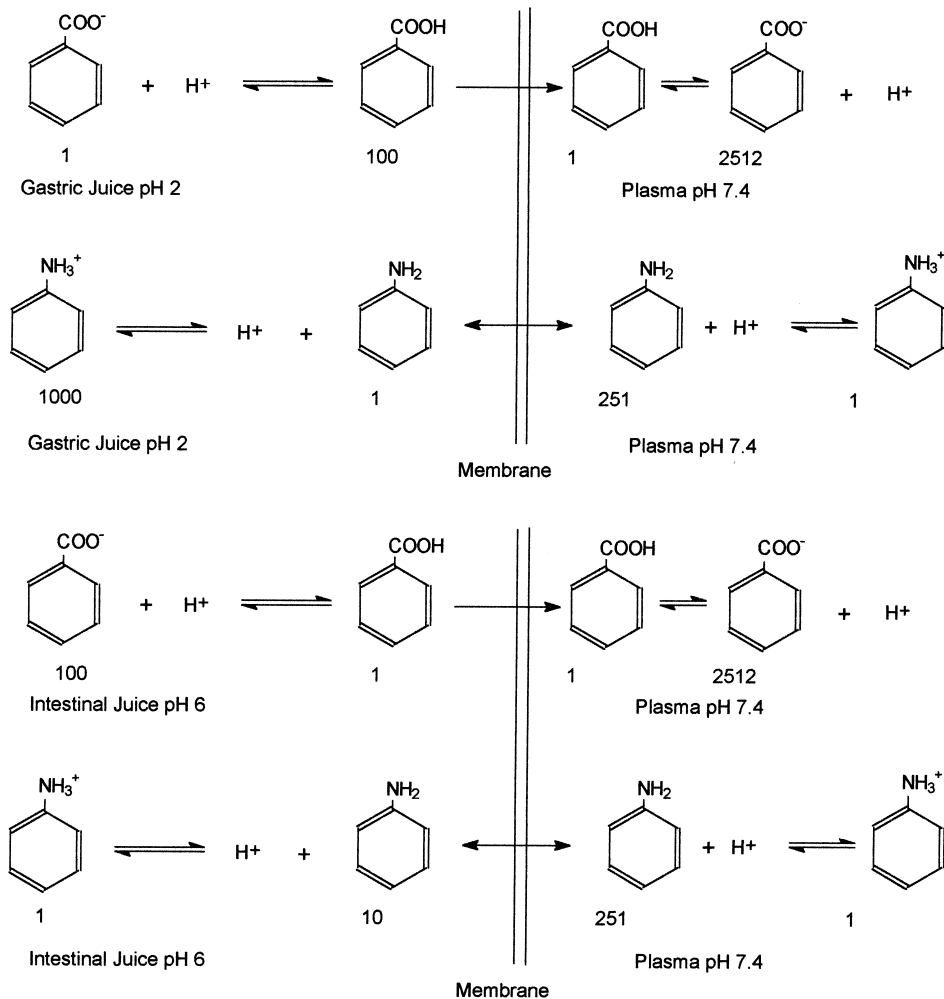 COO⁻ COOH COOH COO⁻
+ H⁺ + H⁺
1 100 1 2512
Gastric Juice pH 2 Plasma pH 7.4
NH₃⁺ NH₂ NH₂ NH₃⁺
H⁺ + + H⁺
1000 1 251 1
Gastric Juice pH 2 Plasma pH 7.4
Membrane
COO⁻ COOH COOH COO⁻
+ H⁺ + H⁺
100 1 1 2512
Intestinal Juice pH 6 Plasma pH 7.4
NH₃⁺ NH₂ NH₂ NH₃⁺
H⁺ + + H⁺
1 10 251 1
Intestinal Juice pH 6 Plasma pH 7.4
Membrane